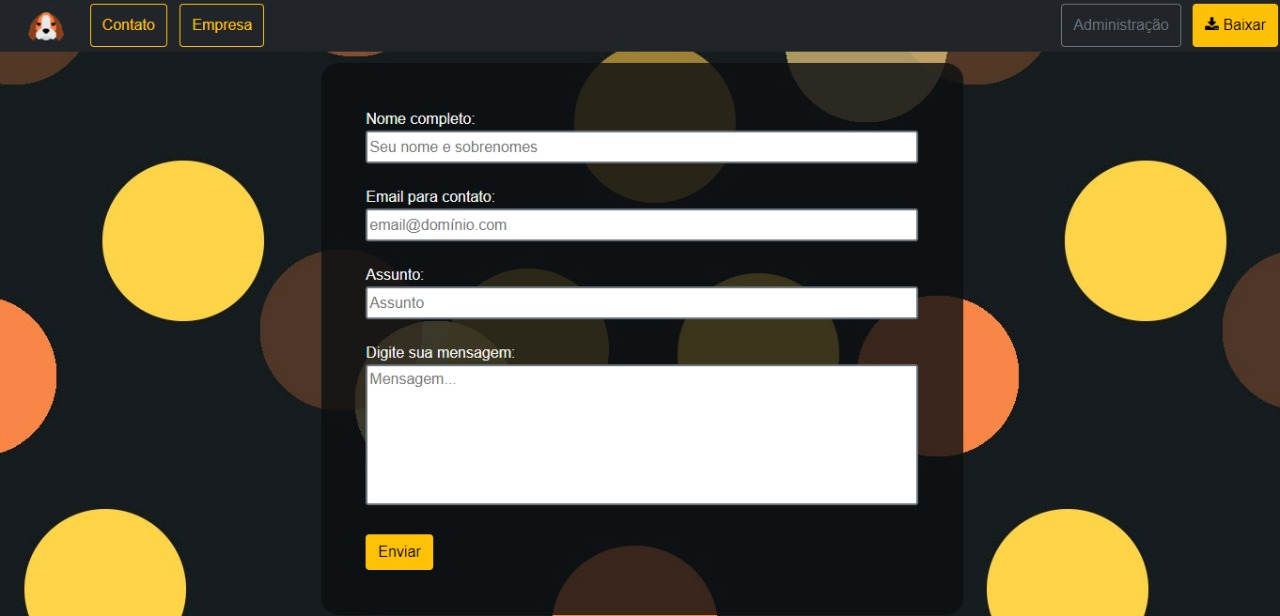 Contato Empresa Administração Baixar
Nome completo:
Seu nome e sobrenomes
Email para contato:
email@domínio.com
Assunto:
Assunto
Digite sua mensagem:
Mensagem...
Enviar